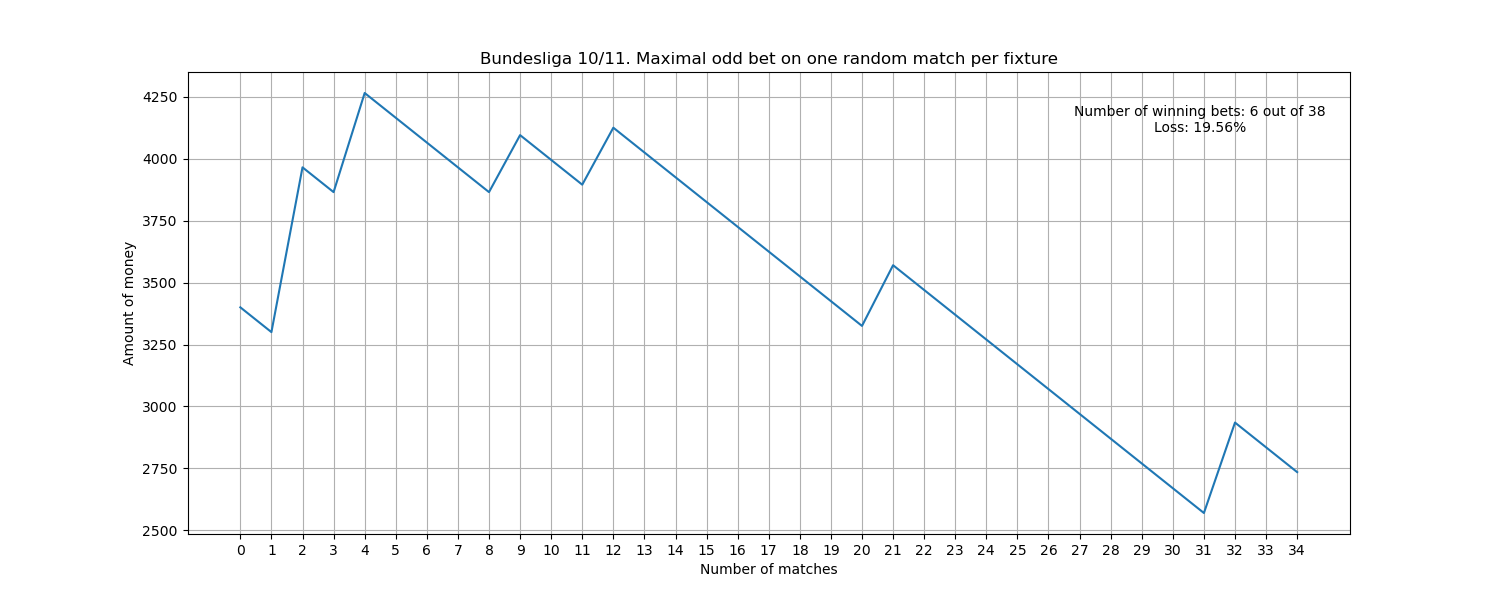 Bundesliga 10/11. Maximal odd bet on one random match per fixture
Number of winning bets: 6 out of 38
Loss: 19.56%
Amount of money
4250
4000
3750
3500
3250
3000
2750
2500
0 1 2 3 4 5 6 7 8 9 10 11 12 13 14 15 16 17 18 19 20 21 22 23 24 25 26 27 28 29 30 31 32 33 34
Number of matches